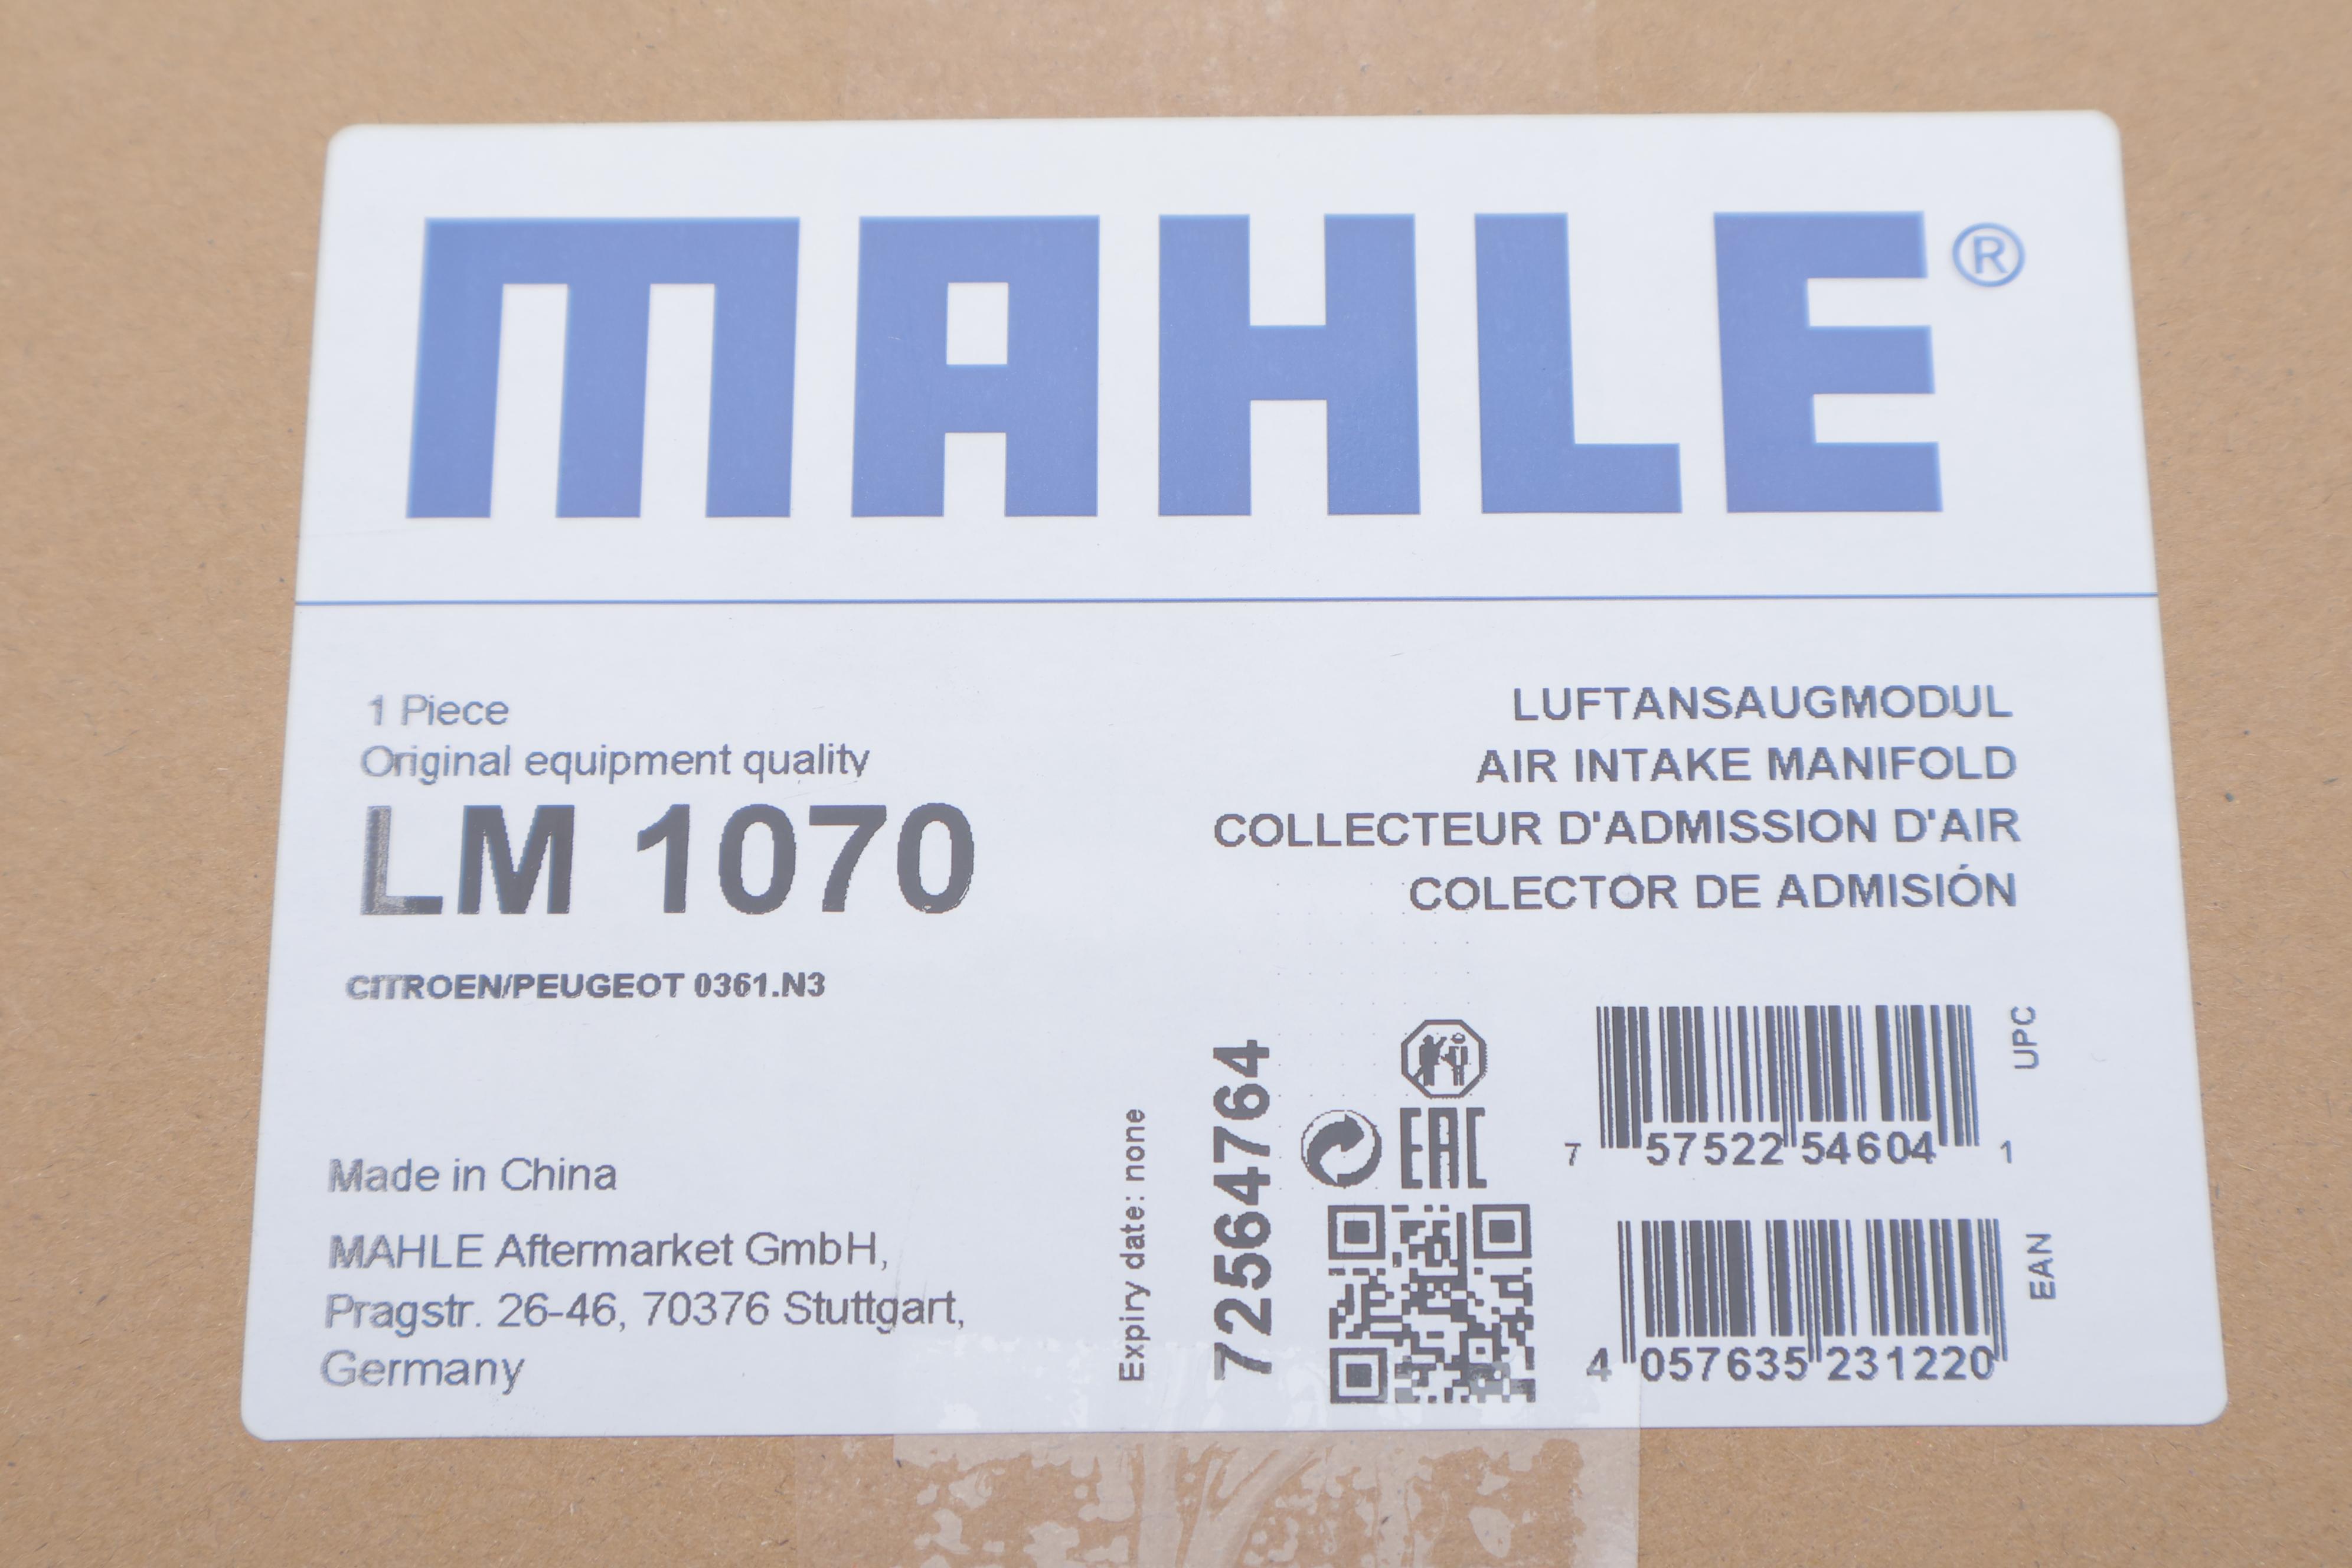 MAHLE®
1 Piece
Original equipment quality
LM 1070
CITROEN/PEUGEOT 0361.N3
LUFTANSAUGMODUL
AIR INTAKE MANIFOLD
COLLECTEUR D'ADMISSION D'AIR
COLECTOR DE ADMISIÓN
Made in China
MAHLE Aftermarket GmbH,
Pragstr. 26-46, 70376 Stuttgart,
Germany
Expiry date: none
72564764
EAC
7 57522 54604 1
UPC
4 057635 231220
EAN